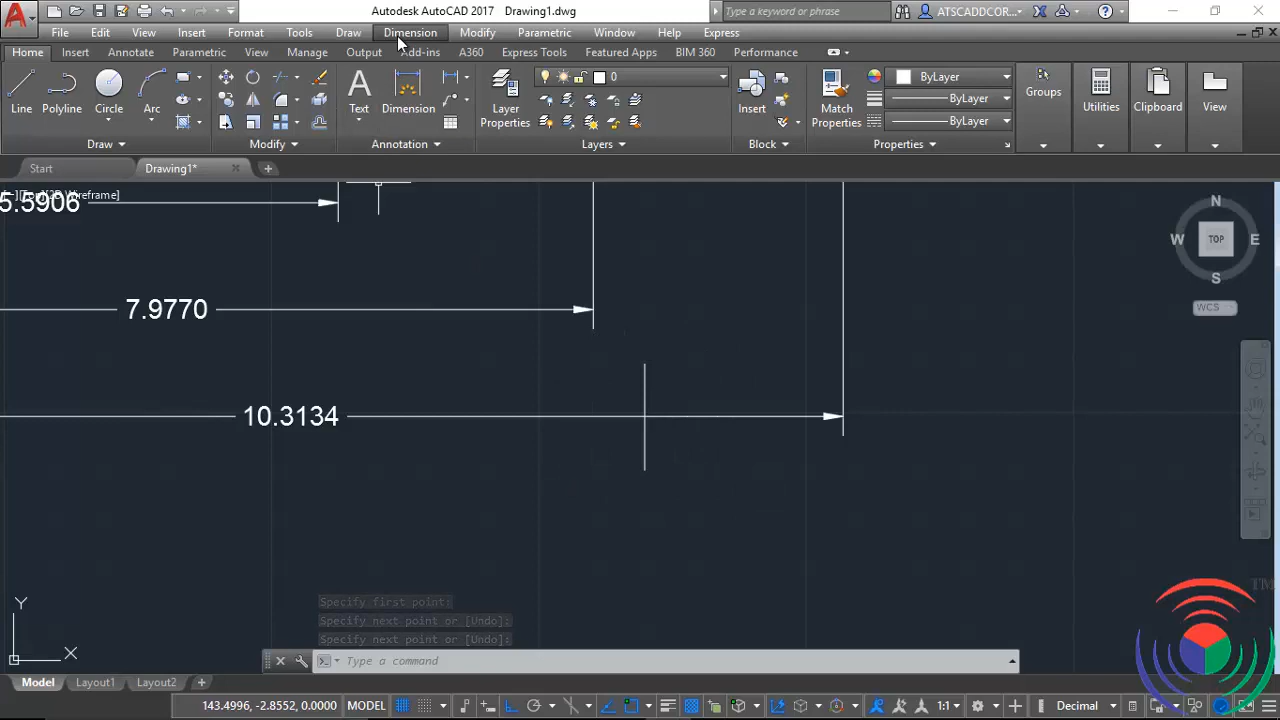 Autodesk AutoCAD 2017 Drawing1.dwg
Type a keyword or phrase
ATSCADDCOR...
File Edit View Insert Format Tools Draw Dimension Modify Parametric Window Help Express
Home Insert Annotate Parametric View Manage Output Add-ins A360 Express Tools Featured Apps BIM 360 Performance
Line Polyline Circle Arc
Text Dimension
Layer Properties
0
Insert
Match Properties
ByLayer
ByLayer
ByLayer
Groups Utilities Clipboard View
Draw Modify Annotation Layers Block Properties
Start Drawing1*
5.5906
7.9770
10.3134
N
W TOP E
S
WCS
TM
Specify first point:
Specify next point or [Undo]:
Specify next point or [Undo]:
Y
X
Type a command
Model Layout1 Layout2
143.4996, -2.8552, 0.0000 MODEL 1:1 Decimal